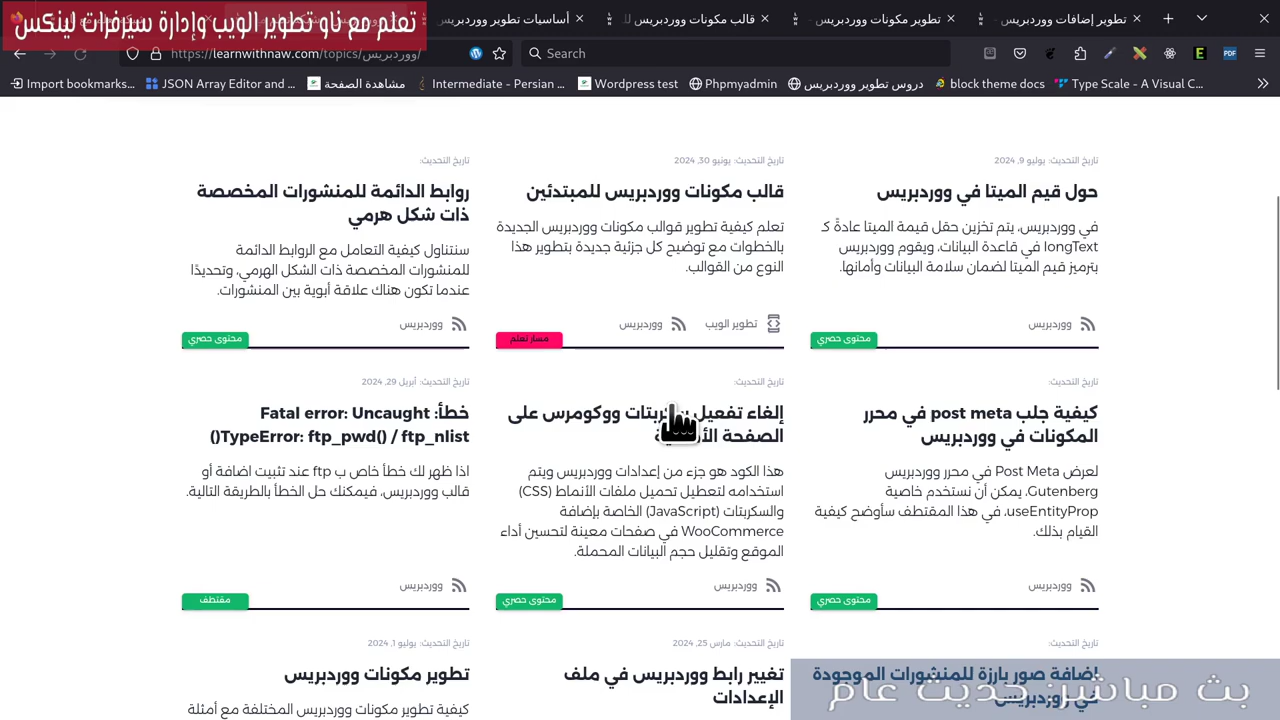 تعلم مع ناو تطوير الويب وإدارة سيرفرات لينكس
أساسيات تطوير ووردبريس
قالب مكونات ووردبريس لل
تطوير مكونات ووردبريس -
تطوير إضافات ووردبريس -
https://learnwithnaw.com/topics/ووردبريس/
Search
Import bookmarks...
JSON Array Editor and ...
مشاهدة الصفحة
Intermediate - Persian ...
Wordpress test
Phpmyadmin
دروس تطوير ووردبريس
block theme docs
Type Scale - A Visual C...
تاريخ التحديث: يوليو 9, 2024
حول قيم الميتا في ووردبريس
في ووردبريس، يتم تخزين حقل قيمة الميتا عادةً كـ
longText في قاعدة البيانات، ويقوم ووردبريس
بترميز قيم الميتا لضمان سلامة البيانات وأمانها.
ووردبريس
محتوى حصري
تاريخ التحديث: يونيو 30, 2024
قالب مكونات ووردبريس للمبتدئين
تعلم كيفية تطوير قوالب مكونات ووردبريس الجديدة
بالخطوات مع توضيح كل جزئية جديدة بتطوير هذا
النوع من القوالب.
تطوير الويب
ووردبريس
مسار تعلم
تاريخ التحديث:
روابط الدائمة للمنشورات المخصصة
ذات شكل هرمي
سنتناول كيفية التعامل مع الروابط الدائمة
للمنشورات المخصصة ذات الشكل الهرمي، وتحديدًا
عندما تكون هناك علاقة أبوية بين المنشورات.
ووردبريس
محتوى حصري
تاريخ التحديث:
كيفية جلب post meta في محرر
المكونات في ووردبريس
لعرض Post Meta في محرر ووردبريس
Gutenberg، يمكن أن نستخدم خاصية
useEntityProp، في هذا المقتطف سأوضح كيفية
القيام بذلك.
ووردبريس
محتوى حصري
تاريخ التحديث:
إلغاء تفعيل ووكومرس على
الصفحة
هذا الكود هو جزء من إعدادات ووردبريس ويتم
استخدامه لتعطيل تحميل ملفات الأنماط (CSS)
والسكربتات (JavaScript) الخاصة بإضافة
WooCommerce في صفحات معينة لتحسين أداء
الموقع وتقليل حجم البيانات المحملة.
ووردبريس
محتوى حصري
تاريخ التحديث: أبريل 29, 2024
خطأ: Fatal error: Uncaught
TypeError: ftp_pwd() / ftp_nlist()
اذا ظهر لك خطأ خاص ب ftp عند تثبيت اضافة أو
قالب ووردبريس، فيمكنك حل الخطأ بالطريقة التالية.
ووردبريس
مقتطف
تاريخ التحديث:
إضافة صور بارزة للمنشورات الموجودة
في ووردبريس
تاريخ التحديث: مارس 25, 2024
تغيير رابط ووردبريس في ملف
الإعدادات
تاريخ التحديث: يوليو 1, 2024
تطوير مكونات ووردبريس
كيفية تطوير مكونات ووردبريس المختلفة مع أمثلة
بث مباشر: حديث عام